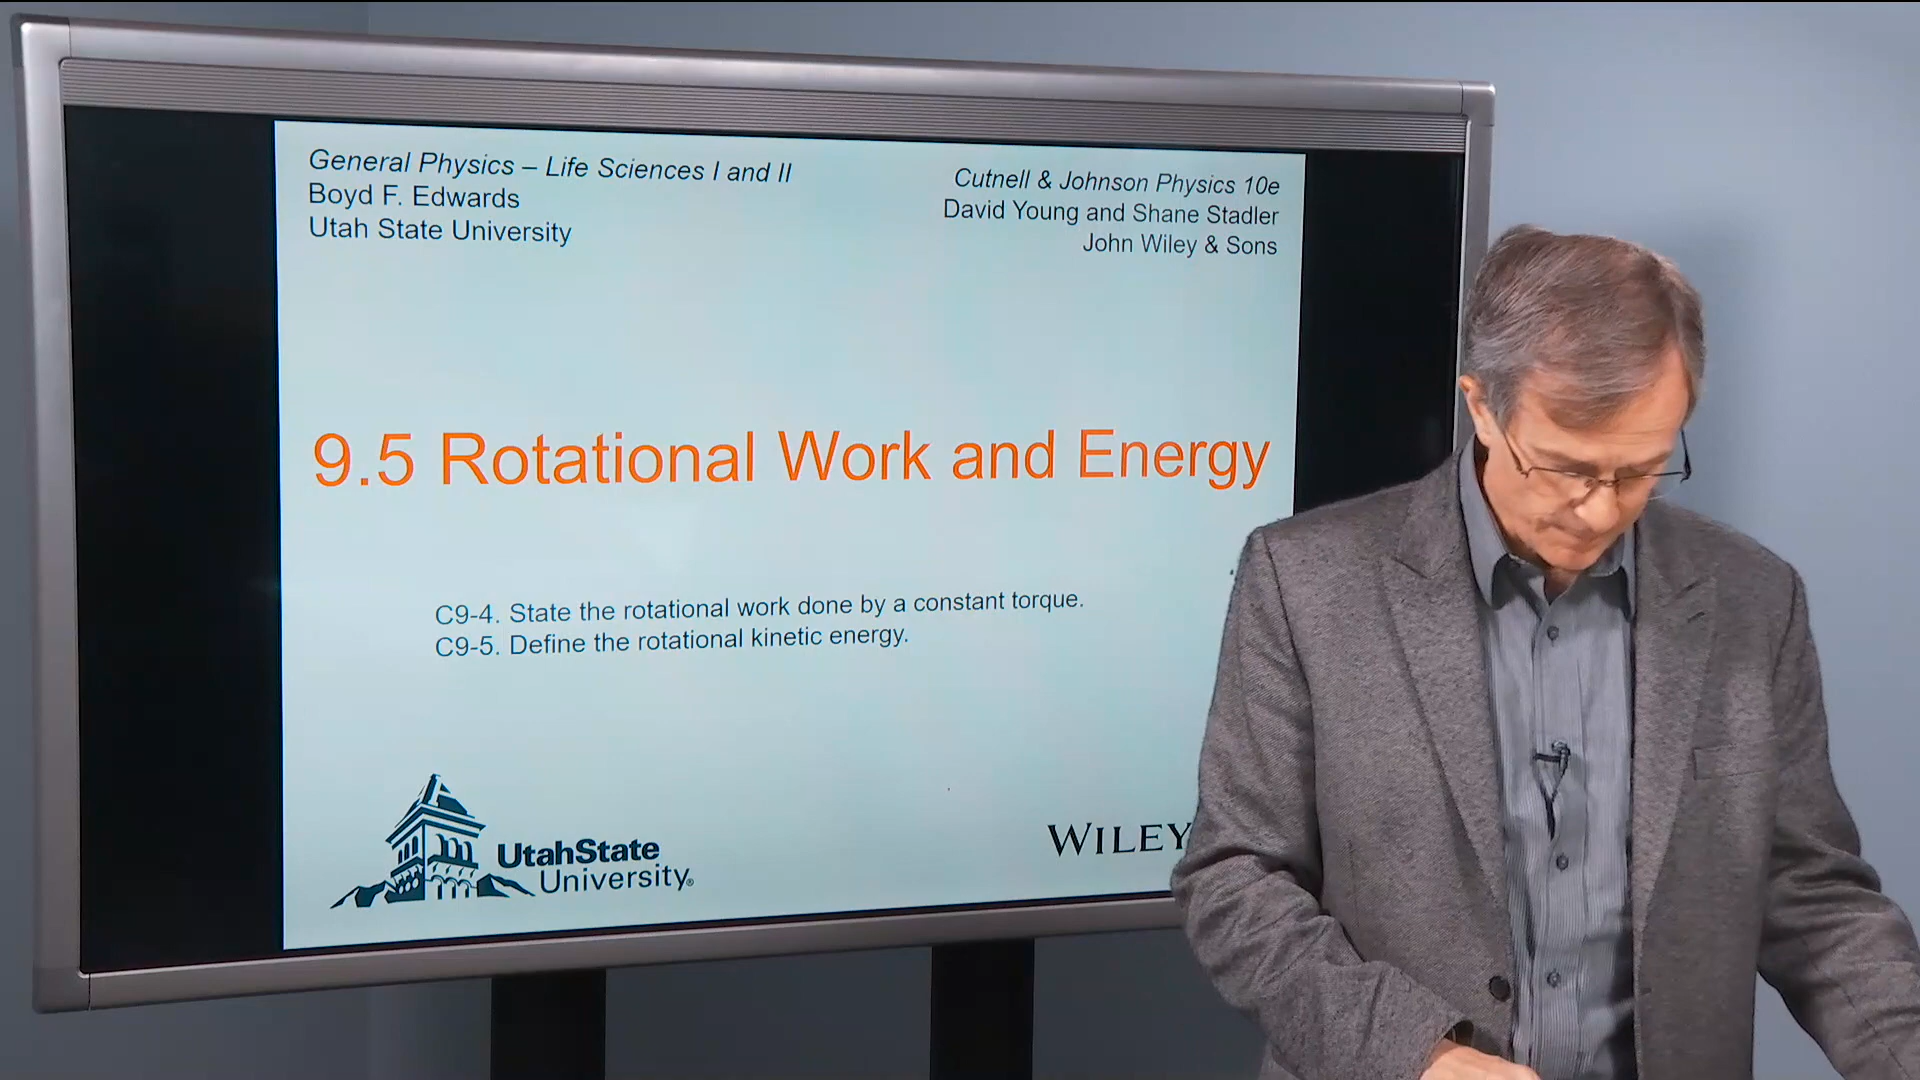 General Physics – Life Sciences I and II
Boyd F. Edwards
Utah State University
Cutnell & Johnson Physics 10e
David Young and Shane Stadler
John Wiley & Sons
9.5 Rotational Work and Energy
C9-4. State the rotational work done by a constant torque.
C9-5. Define the rotational kinetic energy.
UtahState
University®
WILEY